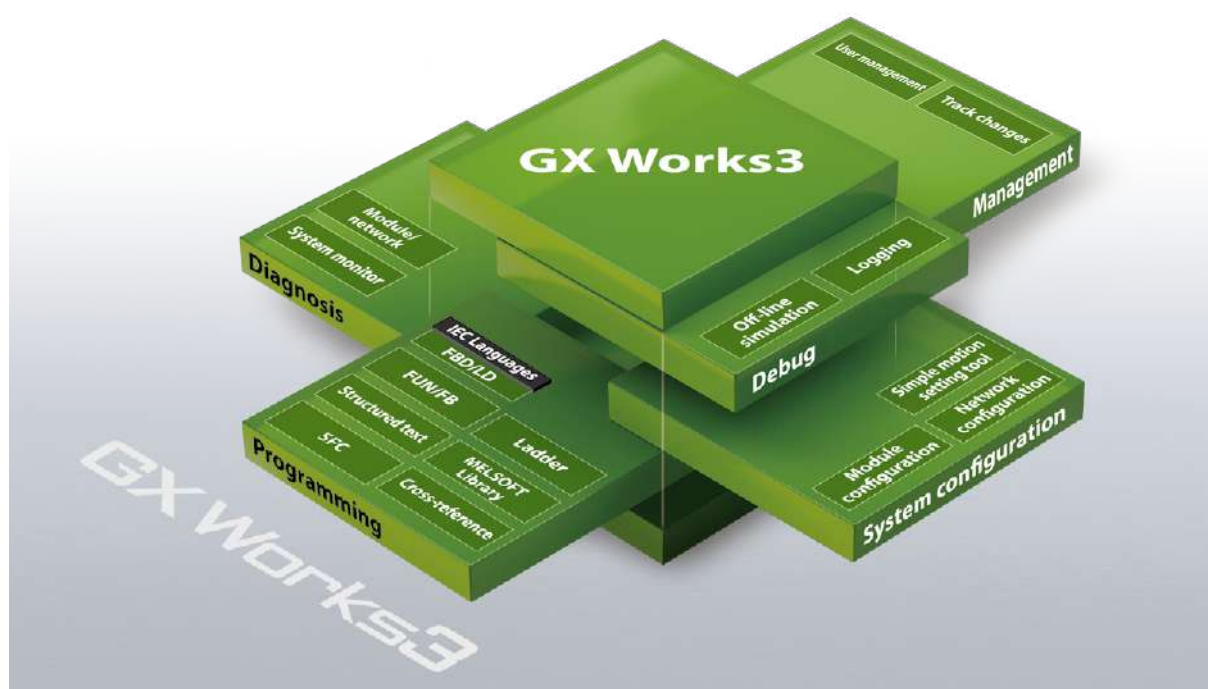 GX Works3
User management
Track changes
Management
Module/
network
System monitor
Diagnosis
Logging
Off-line
simulation
Debug
IEC Languages
FBD/LD
FUN/FB
Structured text
SFC
Ladder
MELSOFT
Library
Cross-reference
Programming
Simple motion
setting tool
Network
configuration
Module
configuration
System configuration
GX Works3